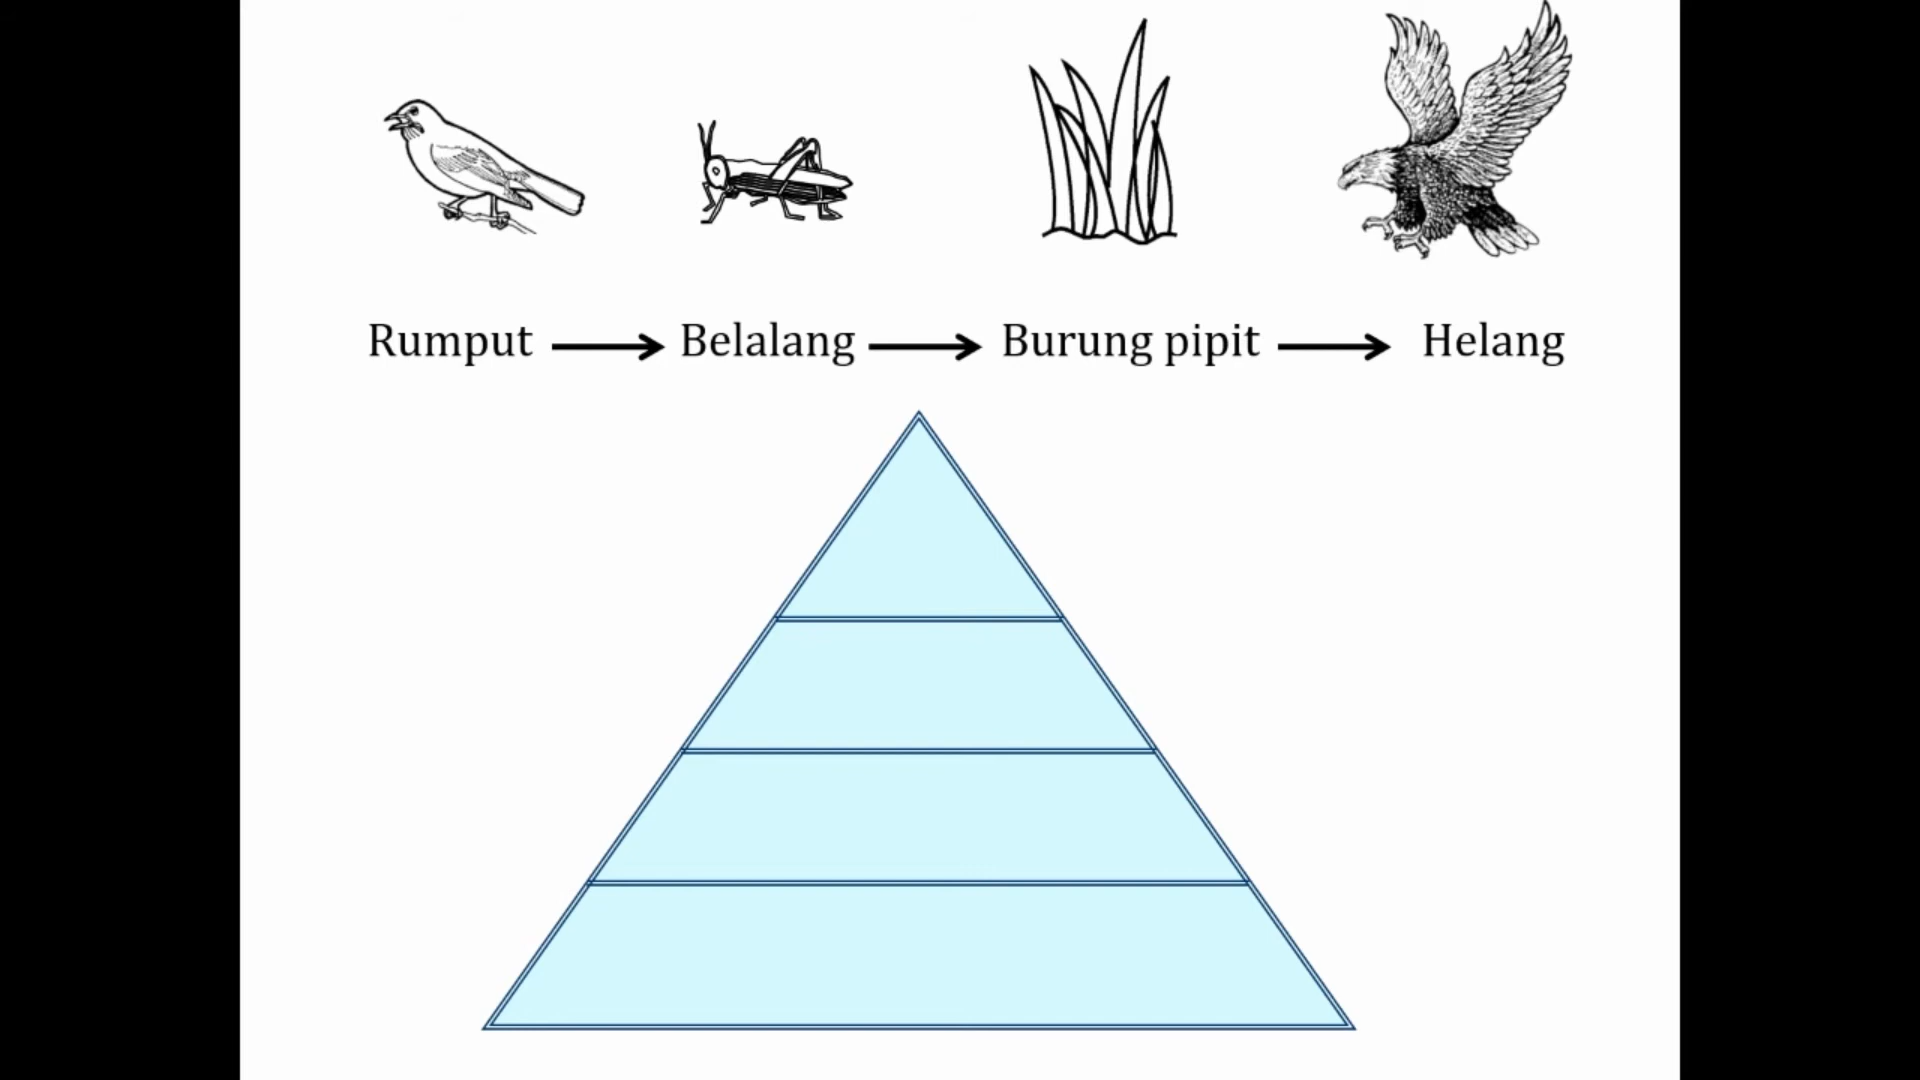 Rumput → Belalang → Burung pipit → Helang